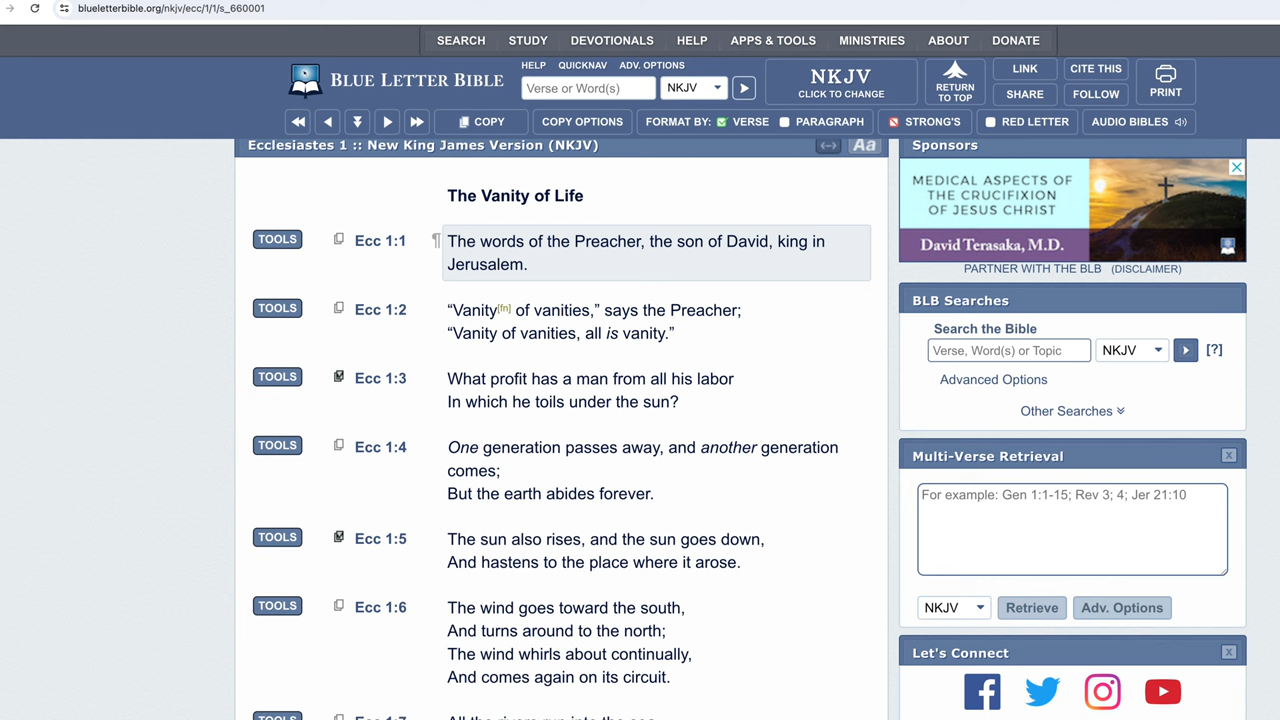 blueletterbible.org/nkjv/ecc/1/1/s_660001
SEARCH STUDY DEVOTIONALS HELP APPS & TOOLS MINISTRIES ABOUT DONATE
BLUE LETTER BIBLE
HELP QUICKNAV ADV. OPTIONS
Verse or Word(s) NKJV
NKJV
CLICK TO CHANGE
RETURN
TO TOP
LINK
CITE THIS
SHARE
FOLLOW
PRINT
COPY COPY OPTIONS FORMAT BY: VERSE PARAGRAPH STRONG'S RED LETTER AUDIO BIBLES
Ecclesiastes 1 :: New King James Version (NKJV) Aa
The Vanity of Life
TOOLS Ecc 1:1 ¶ The words of the Preacher, the son of David, king in
Jerusalem.
TOOLS Ecc 1:2 “Vanity[fn] of vanities,” says the Preacher;
“Vanity of vanities, all is vanity.”
TOOLS Ecc 1:3 What profit has a man from all his labor
In which he toils under the sun?
TOOLS Ecc 1:4 One generation passes away, and another generation
comes;
But the earth abides forever.
TOOLS Ecc 1:5 The sun also rises, and the sun goes down,
And hastens to the place where it arose.
TOOLS Ecc 1:6 The wind goes toward the south,
And turns around to the north;
The wind whirls about continually,
And comes again on its circuit.
Sponsors
MEDICAL ASPECTS OF
THE CRUCIFIXION
OF JESUS CHRIST
David Terasaka, M.D.
PARTNER WITH THE BLB (DISCLAIMER)
BLB Searches
Search the Bible
Verse, Word(s) or Topic NKJV [?]
Advanced Options
Other Searches
Multi-Verse Retrieval
For example: Gen 1:1-15; Rev 3; 4; Jer 21:10
NKJV Retrieve Adv. Options
Let's Connect